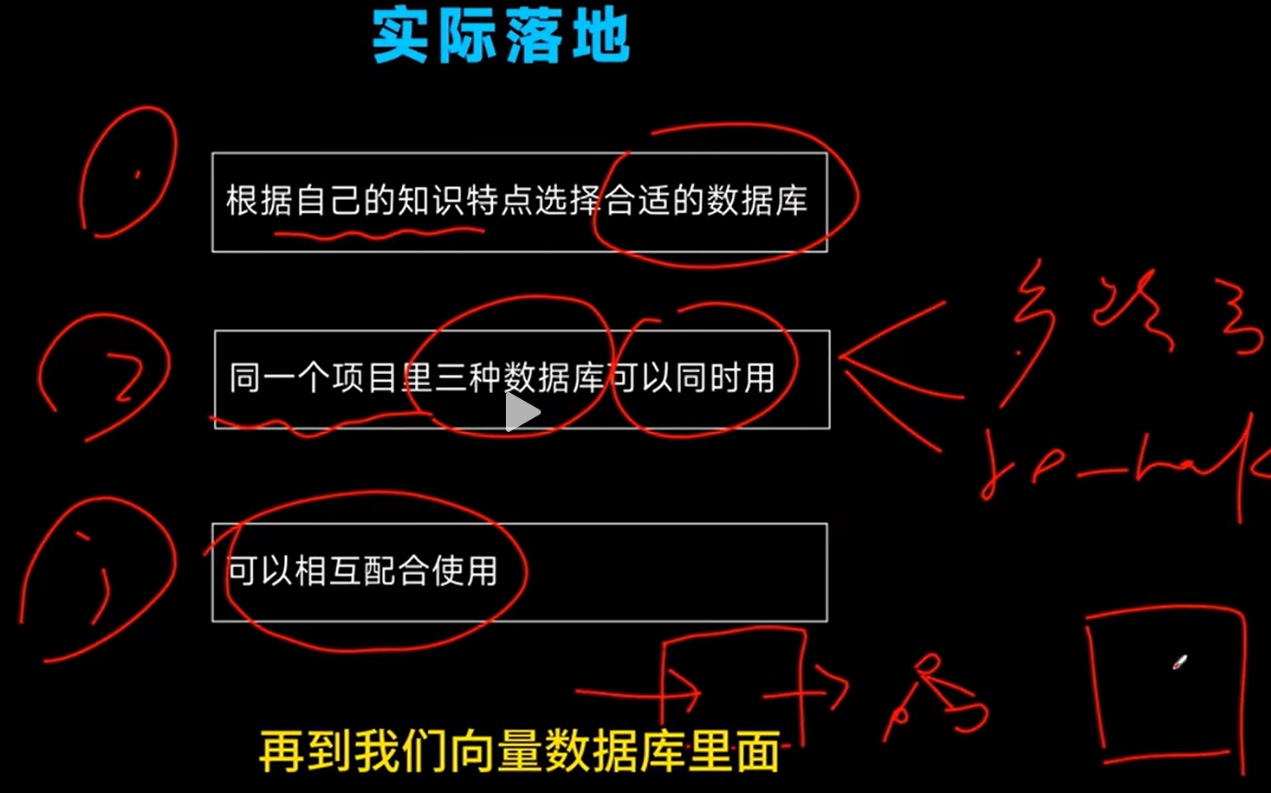 实际落地
根据自己的知识特点选择合适的数据库
同一个项目里三种数据库可以同时用
2
可以相互配合使用
再到我们向量数据库里面